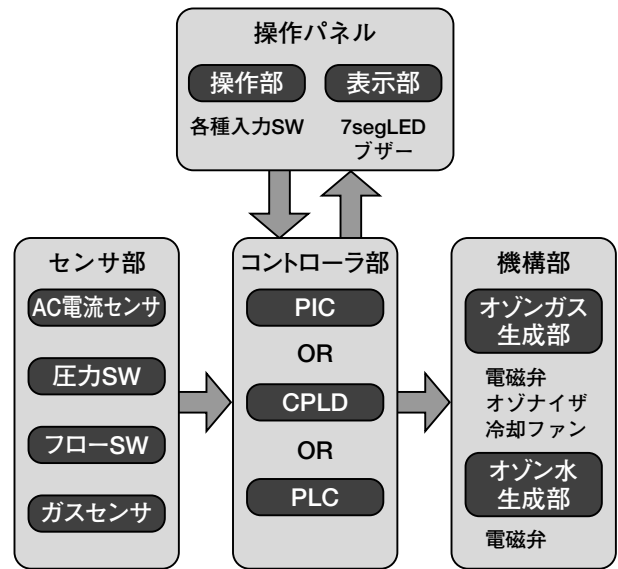 操作パネル
操作部
表示部
各種入力SW
7segLED
ブザー
センサ部
AC電流センサ
圧力SW
フローSW
ガスセンサ
コントローラ部
PIC
OR
CPLD
OR
PLC
機構部
オゾンガス
生成部
電磁弁
オゾナイザ
冷却ファン
オゾン水
生成部
電磁弁